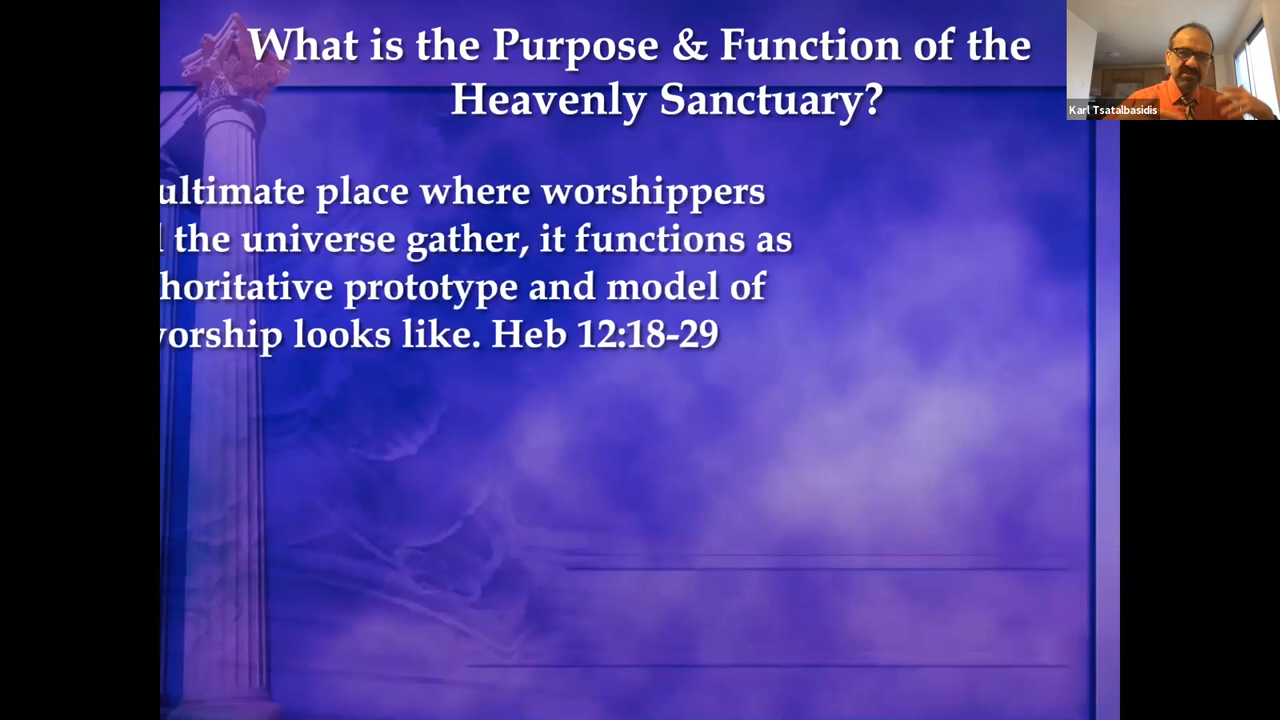 What is the Purpose & Function of the
Heavenly Sanctuary?
Karl Tsatalbasidis
ultimate place where worshippers
the universe gather, it functions as
horitative prototype and model of
vorship looks like. Heb 12:18-29